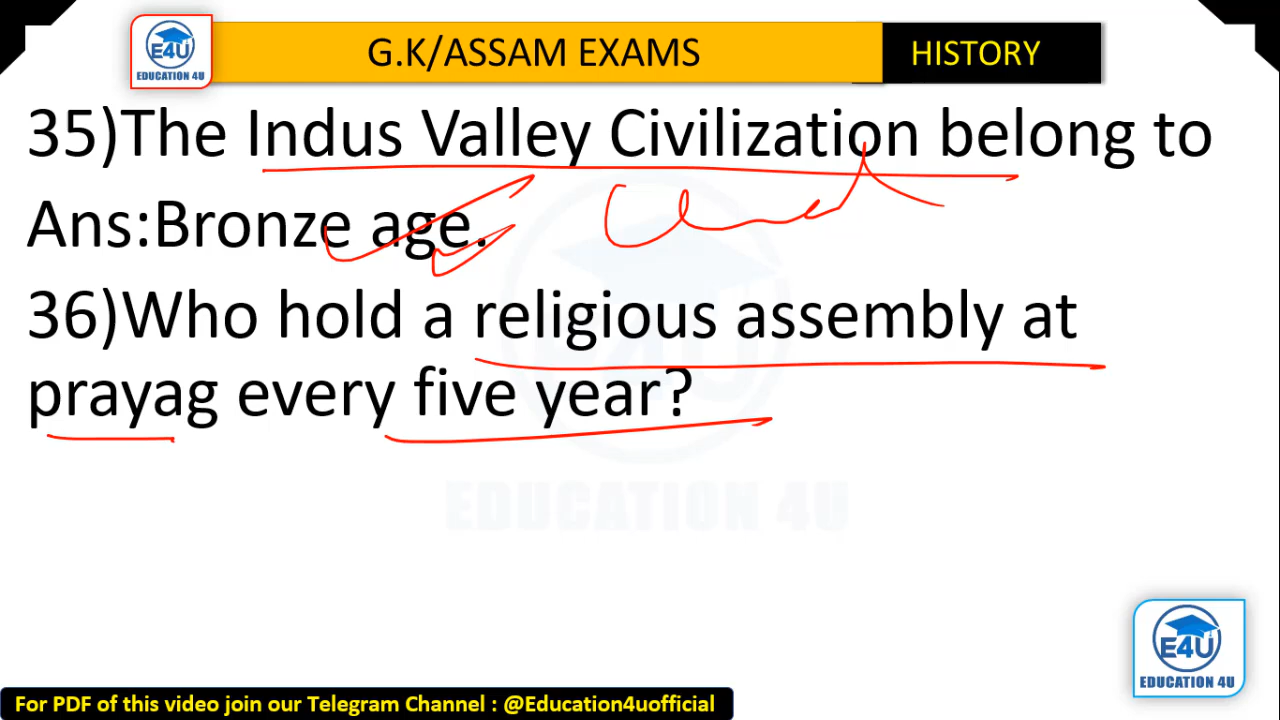 E4U
EDUCATION 4U
G.K/ASSAM EXAMS
HISTORY
35)The Indus Valley Civilization belong to
Ans:Bronze age.
36)Who hold a religious assembly at
prayag every five year?
EDUCATION 4U
E4U
EDUCATION 4U
For PDF of this video join our Telegram Channel : @Education4uofficial